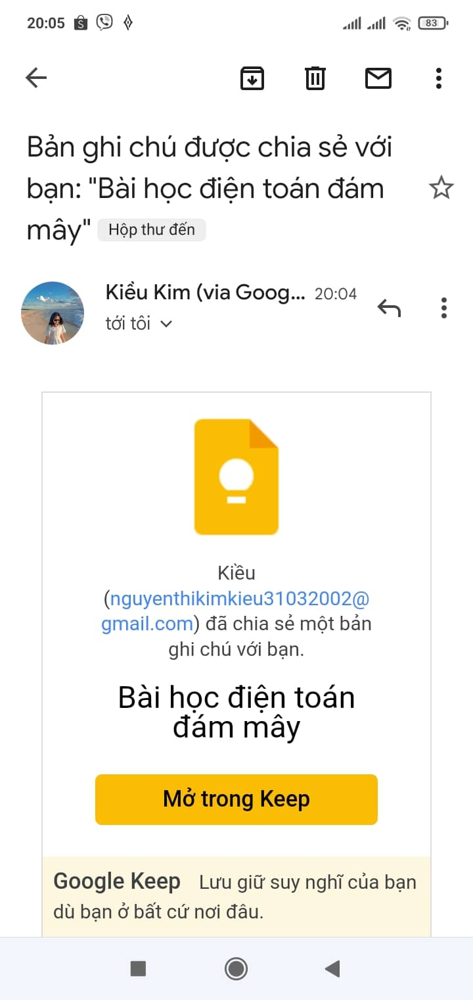 20:05
83
Bản ghi chú được chia sẻ với
bạn: "Bài học điện toán đám
mây" Hộp thư đến
Kiều Kim (via Goog... 20:04
tới tôi
Kiều
(nguyenthikimkieu31032002@
gmail.com) đã chia sẻ một bản
ghi chú với bạn.
Bài học điện toán
đám mây
Mở trong Keep
Google Keep Lưu giữ suy nghĩ của bạn
dù bạn ở bất cứ nơi đâu.